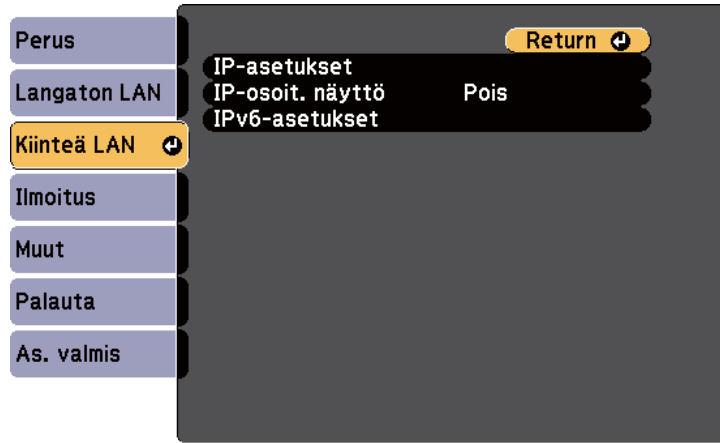 Perus
Langaton LAN
Kiinteä LAN
Ilmoitus
Muut
Palauta
As. valmis
Return
IP-asetukset
IP-osoit. näyttö Pois
IPv6-asetukset